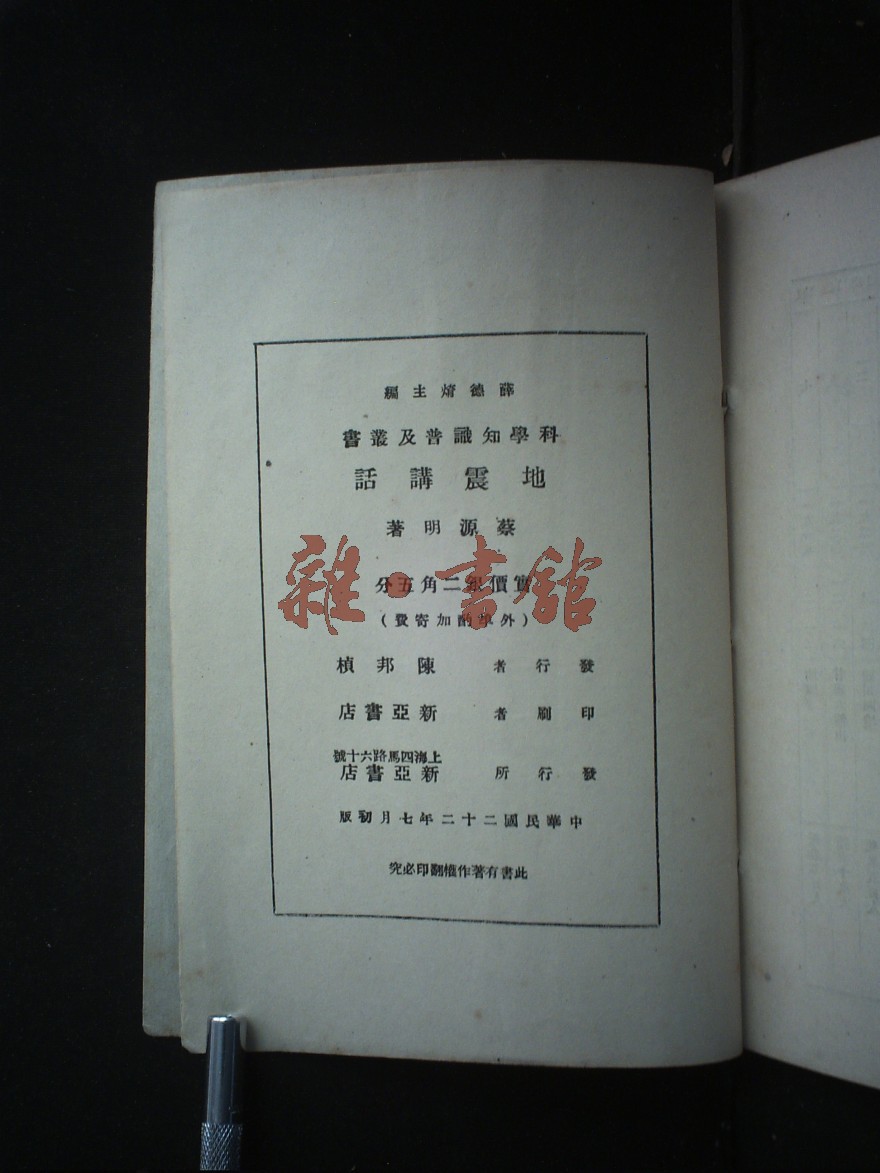 薛德焴主編
科學知識普及叢書
地震講話
蔡源明著
實價銀二角五分
(外埠酌加寄費)
發行者 陳邦楨
印刷者 新亞書店
上海四馬路六十號
發行所 新亞書店
中華民國二十二年七月初版
此書有著作權翻印必究
雜·書館